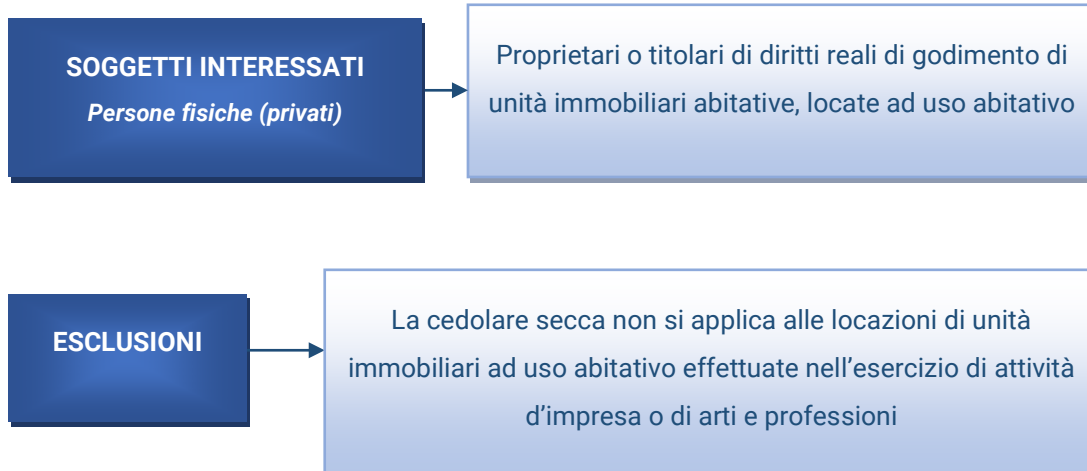 SOGGETTI INTERESSATI
Persone fisiche (privati)
Proprietari o titolari di diritti reali di godimento di
unità immobiliari abitative, locate ad uso abitativo
ESCLUSIONI
La cedolare secca non si applica alle locazioni di unità
immobiliari ad uso abitativo effettuate nell’esercizio di attività
d’impresa o di arti e professioni